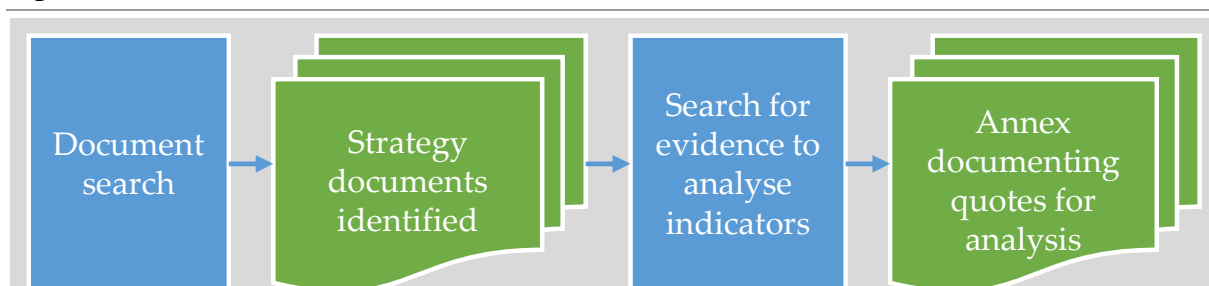 Document
search
Strategy
documents
identified
Search for
evidence to
analyse
indicators
Annex
documenting
quotes for
analysis